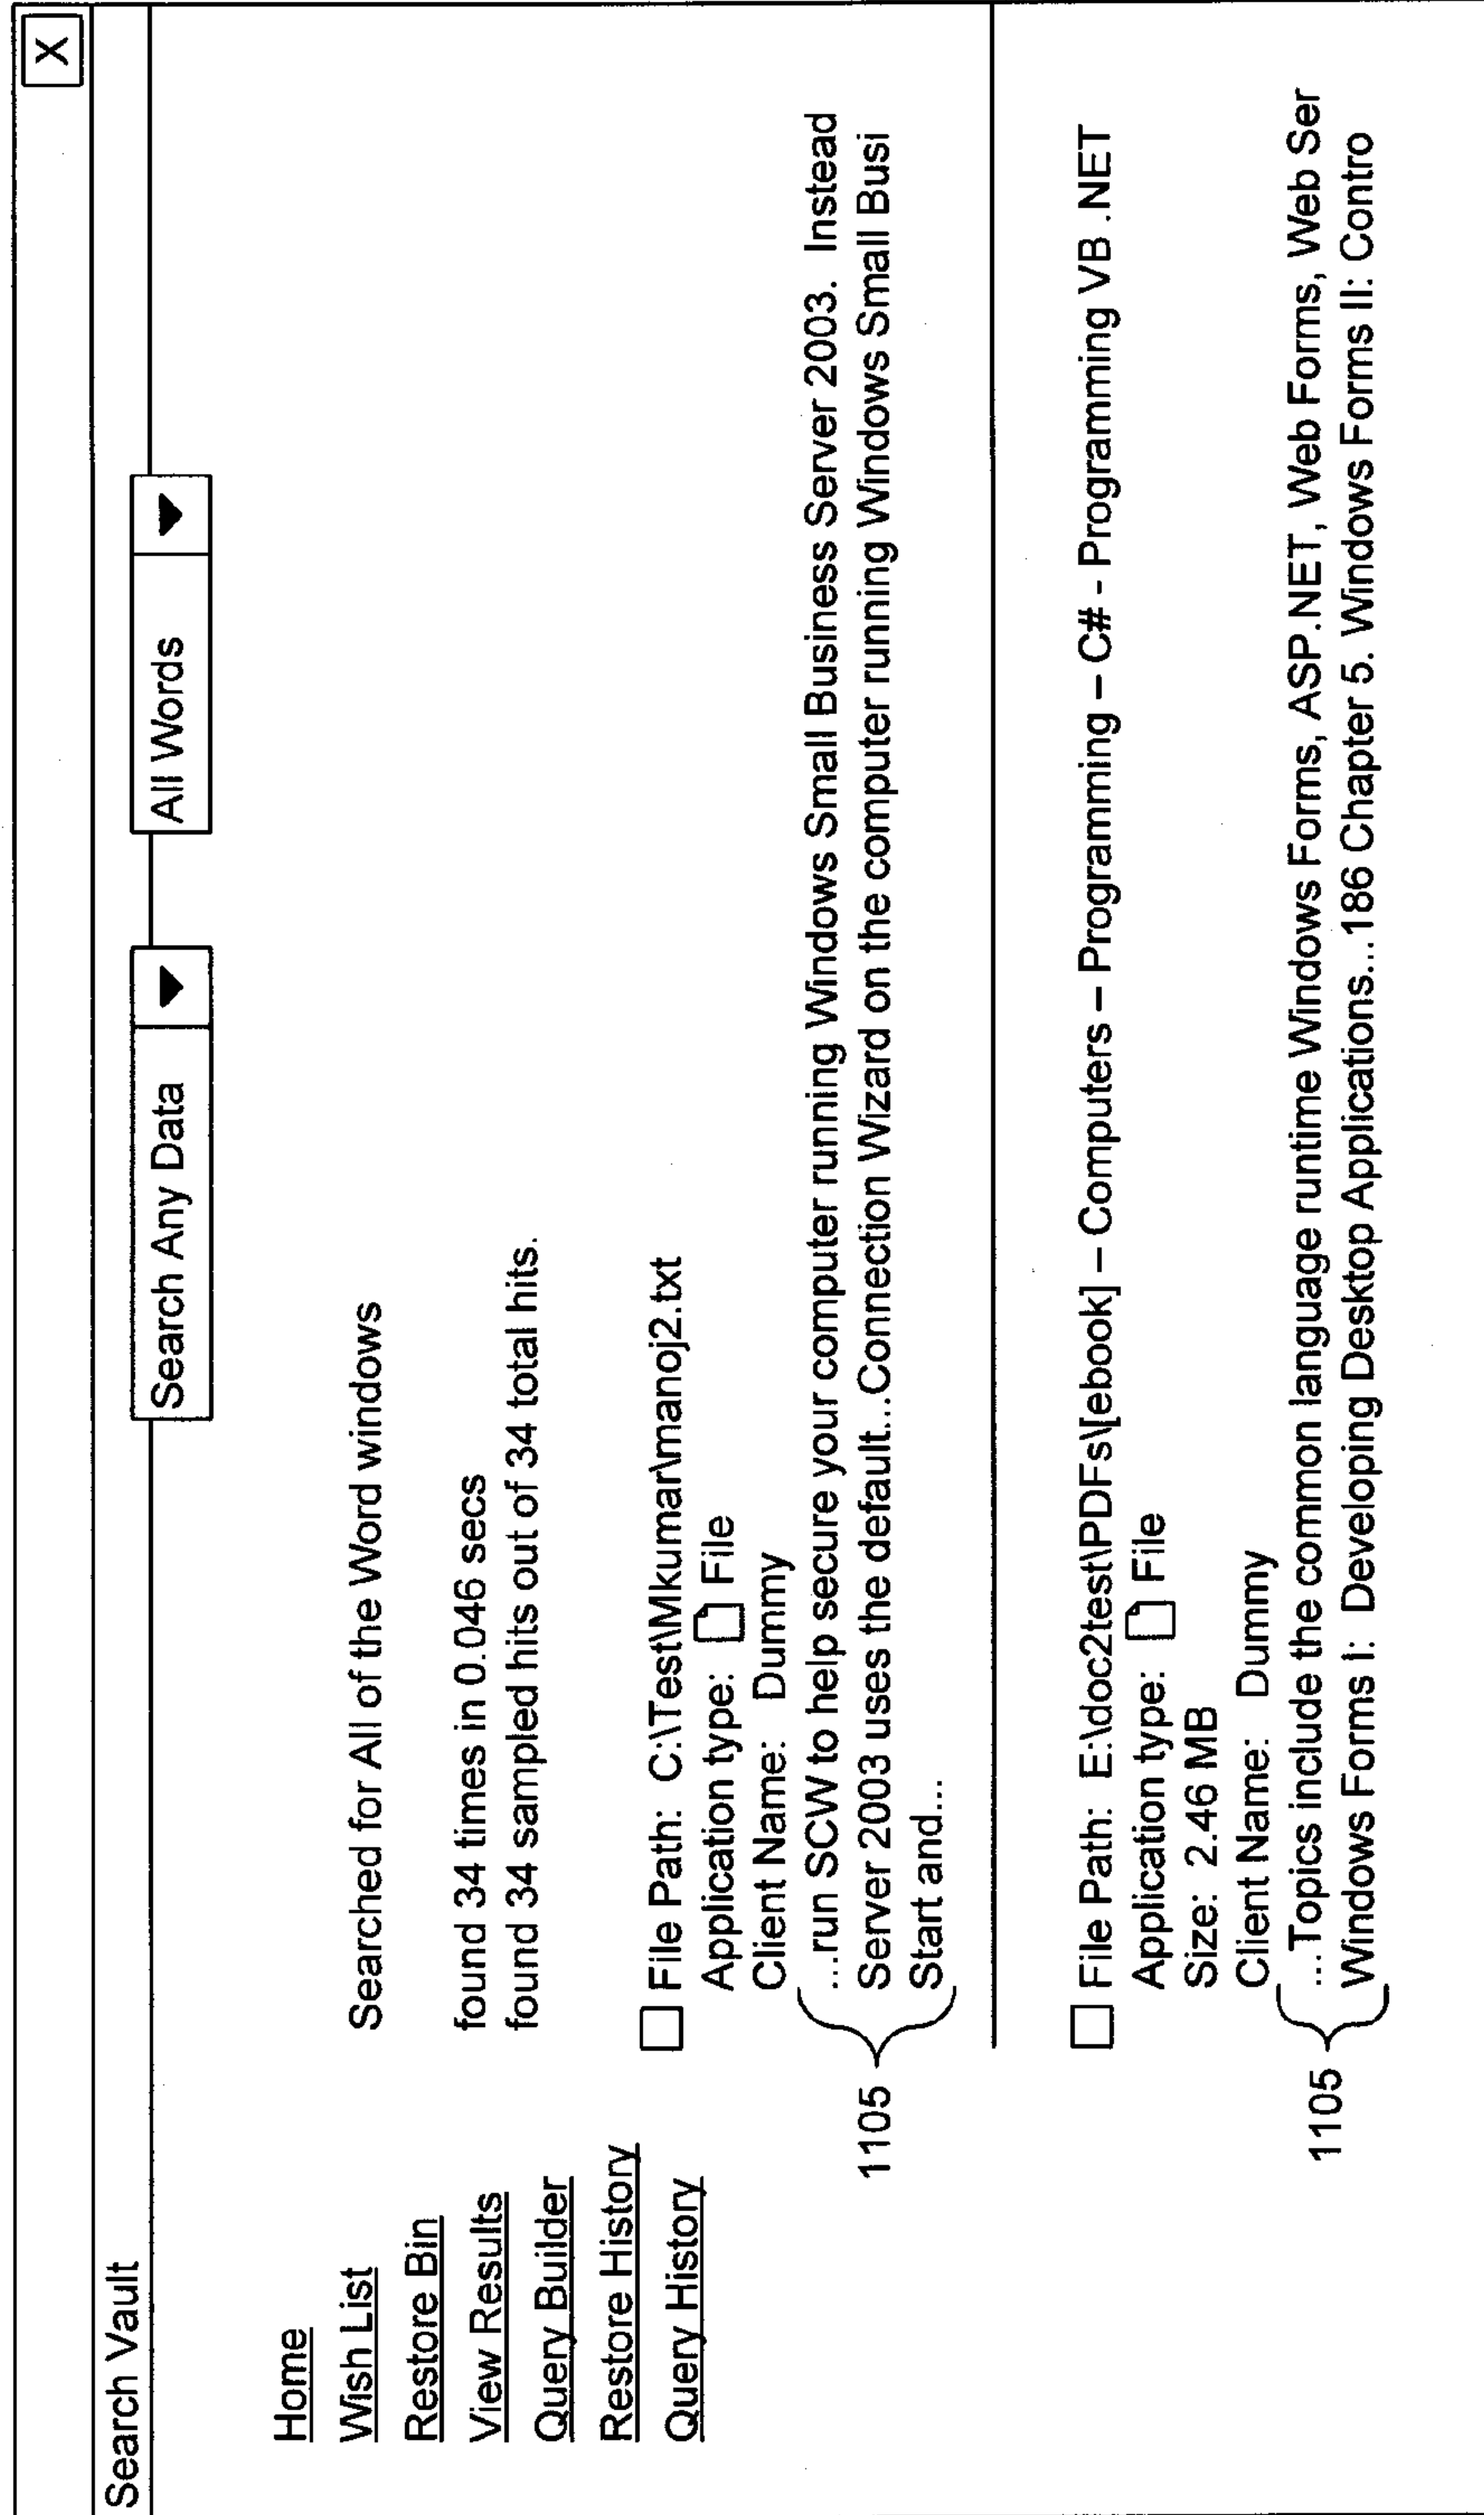 X
Search Vault
Search Any Data
All Words
Home
Wish List
Restore Bin
View Results
Query Builder
Restore History
Query History
Searched for All of the Word windows
found 34 times in 0.046 secs
found 34 sampled hits out of 34 total hits.
File Path: C:\Test\Mkumar\manoj2.txt
Application type: File
Client Name: Dummy
1105
...run SCW to help secure your computer running Windows Small Business Server 2003. Instead
Server 2003 uses the default...Connection Wizard on the computer running Windows Small Busi
Start and...
File Path: E:\doc2test\PDFs\[ebook] – Computers – Programming – C# - Programming VB .NET
Application type: File
Size: 2.46 MB
Client Name: Dummy
1105
...Topics include the common language runtime Windows Forms, ASP.NET, Web Forms, Web Ser
Windows Forms I: Developing Desktop Applications...186 Chapter 5. Windows Forms II: Contro